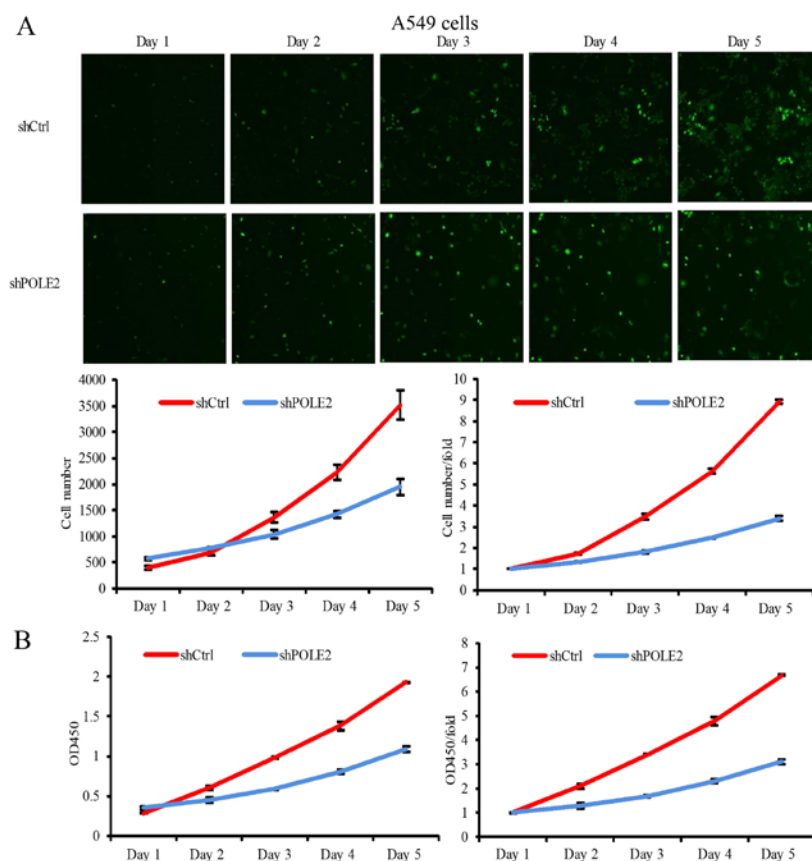 A
A549 cells
Day 1 Day 2 Day 3 Day 4 Day 5
shCtrl
shPOLE2
4000
3500
3000
2500
2000
1500
1000
500
0
Cell number
shCtrl shPOLE2
Day 1 Day 2 Day 3 Day 4 Day 5
10
9
8
7
6
5
4
3
2
1
0
Cell number/fold
shCtrl shPOLE2
Day 1 Day 2 Day 3 Day 4 Day 5
B
2.5
2
1.5
1
0.5
0
OD450
shCtrl shPOLE2
Day 1 Day 2 Day 3 Day 4 Day 5
8
7
6
5
4
3
2
1
0
OD450/fold
shCtrl shPOLE2
Day 1 Day 2 Day 3 Day 4 Day 5